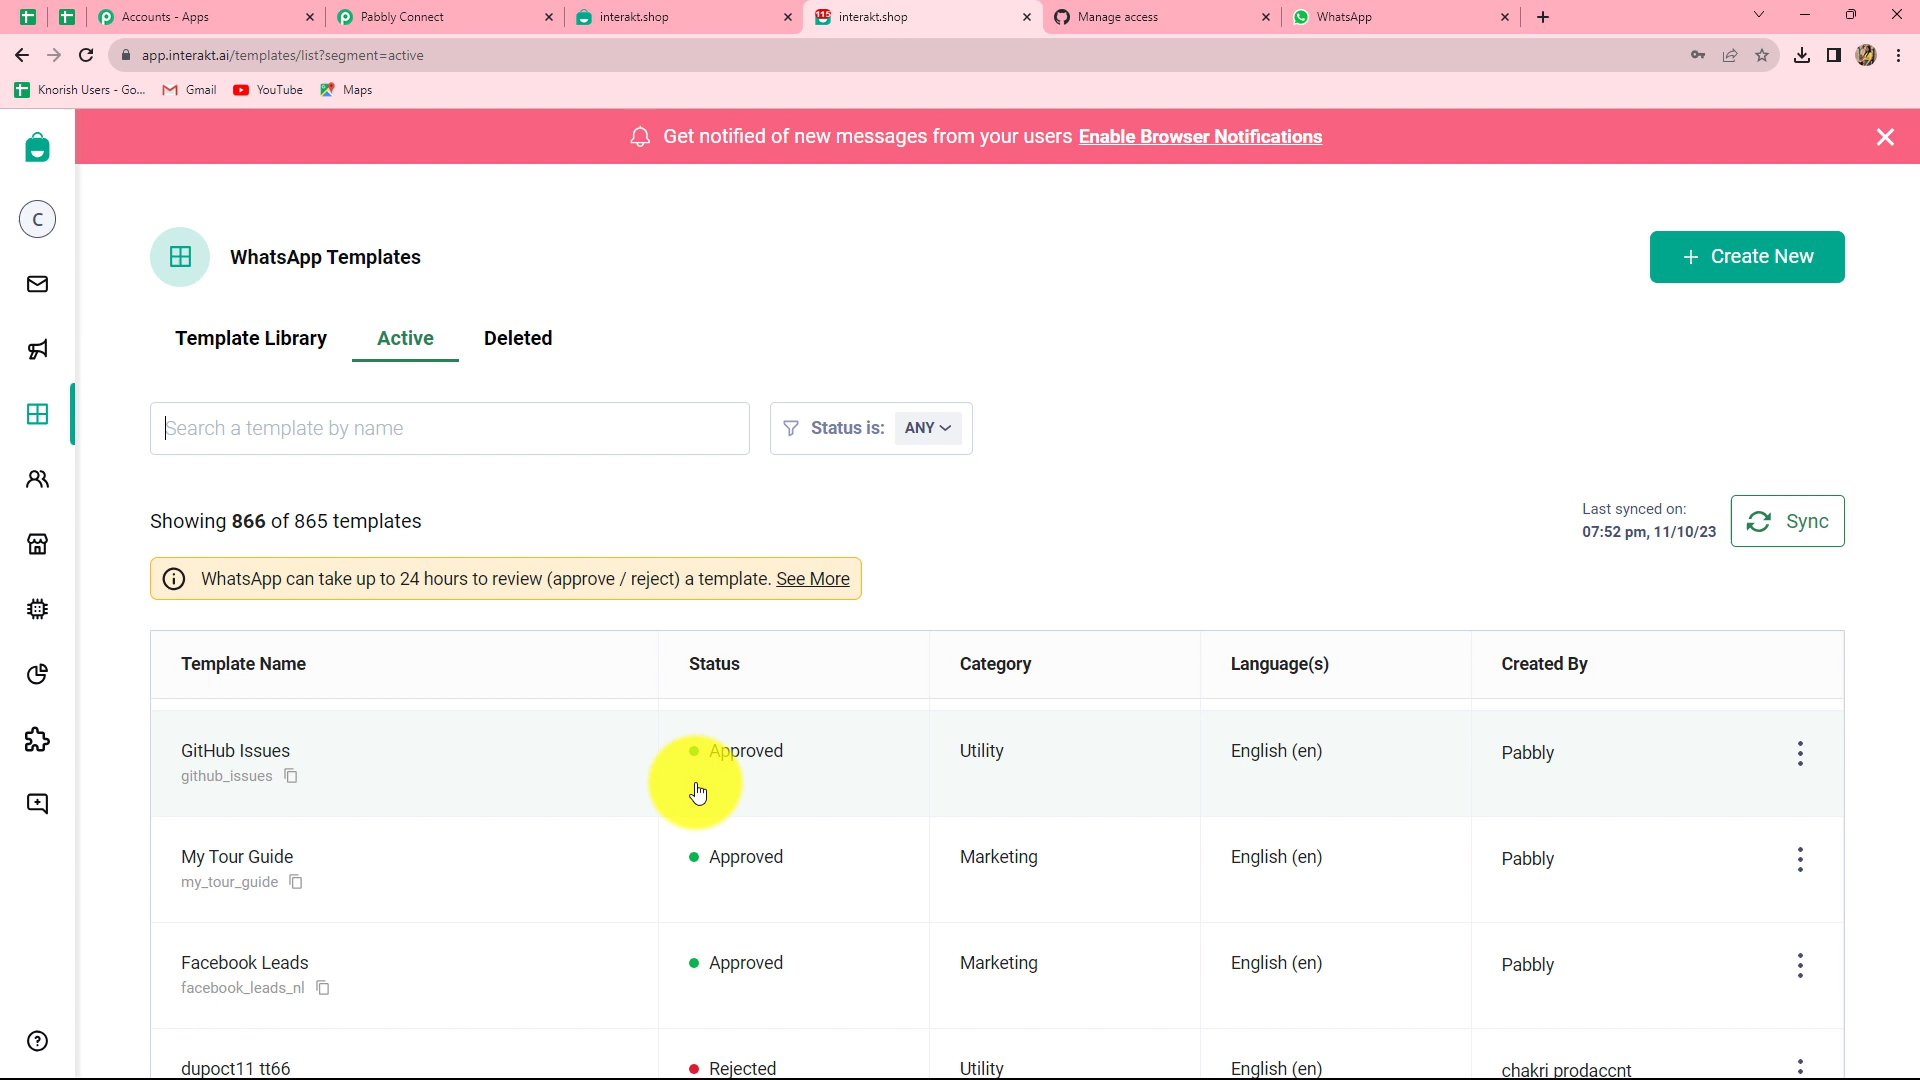 Accounts - Apps
Pabbly Connect
interakt.shop
115
interakt.shop
Manage access
WhatsApp
app.interakt.ai/templates/list?segment=active
Knorish Users - Go...
Gmail
YouTube
Maps
Get notified of new messages from your users Enable Browser Notifications
C
WhatsApp Templates
+ Create New
Template Library
Active
Deleted
Search a template by name
Status is:
ANY
Showing 866 of 865 templates
Last synced on:
07:52 pm, 11/10/23
Sync
WhatsApp can take up to 24 hours to review (approve / reject) a template. See More
Template Name
Status
Category
Language(s)
Created By
GitHub Issues
github_issues
Approved
Utility
English (en)
Pabbly
My Tour Guide
my_tour_guide
Approved
Marketing
English (en)
Pabbly
Facebook Leads
facebook_leads_nl
Approved
Marketing
English (en)
Pabbly
dupoct11 tt66
Rejected
Utility
English (en)
chakri prodaccnt